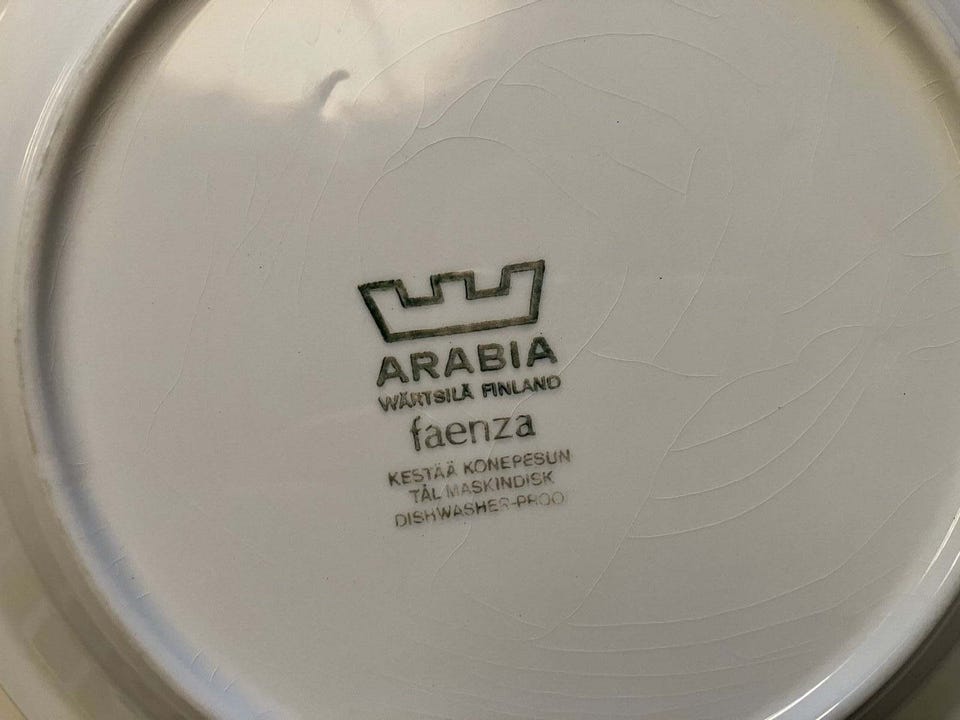 ARABIA
WÄRTSILÄ FINLAND
faenza
KESTÄÄ KONEPESUN
TÅL MASKINDISK
DISHWASHER-PROO